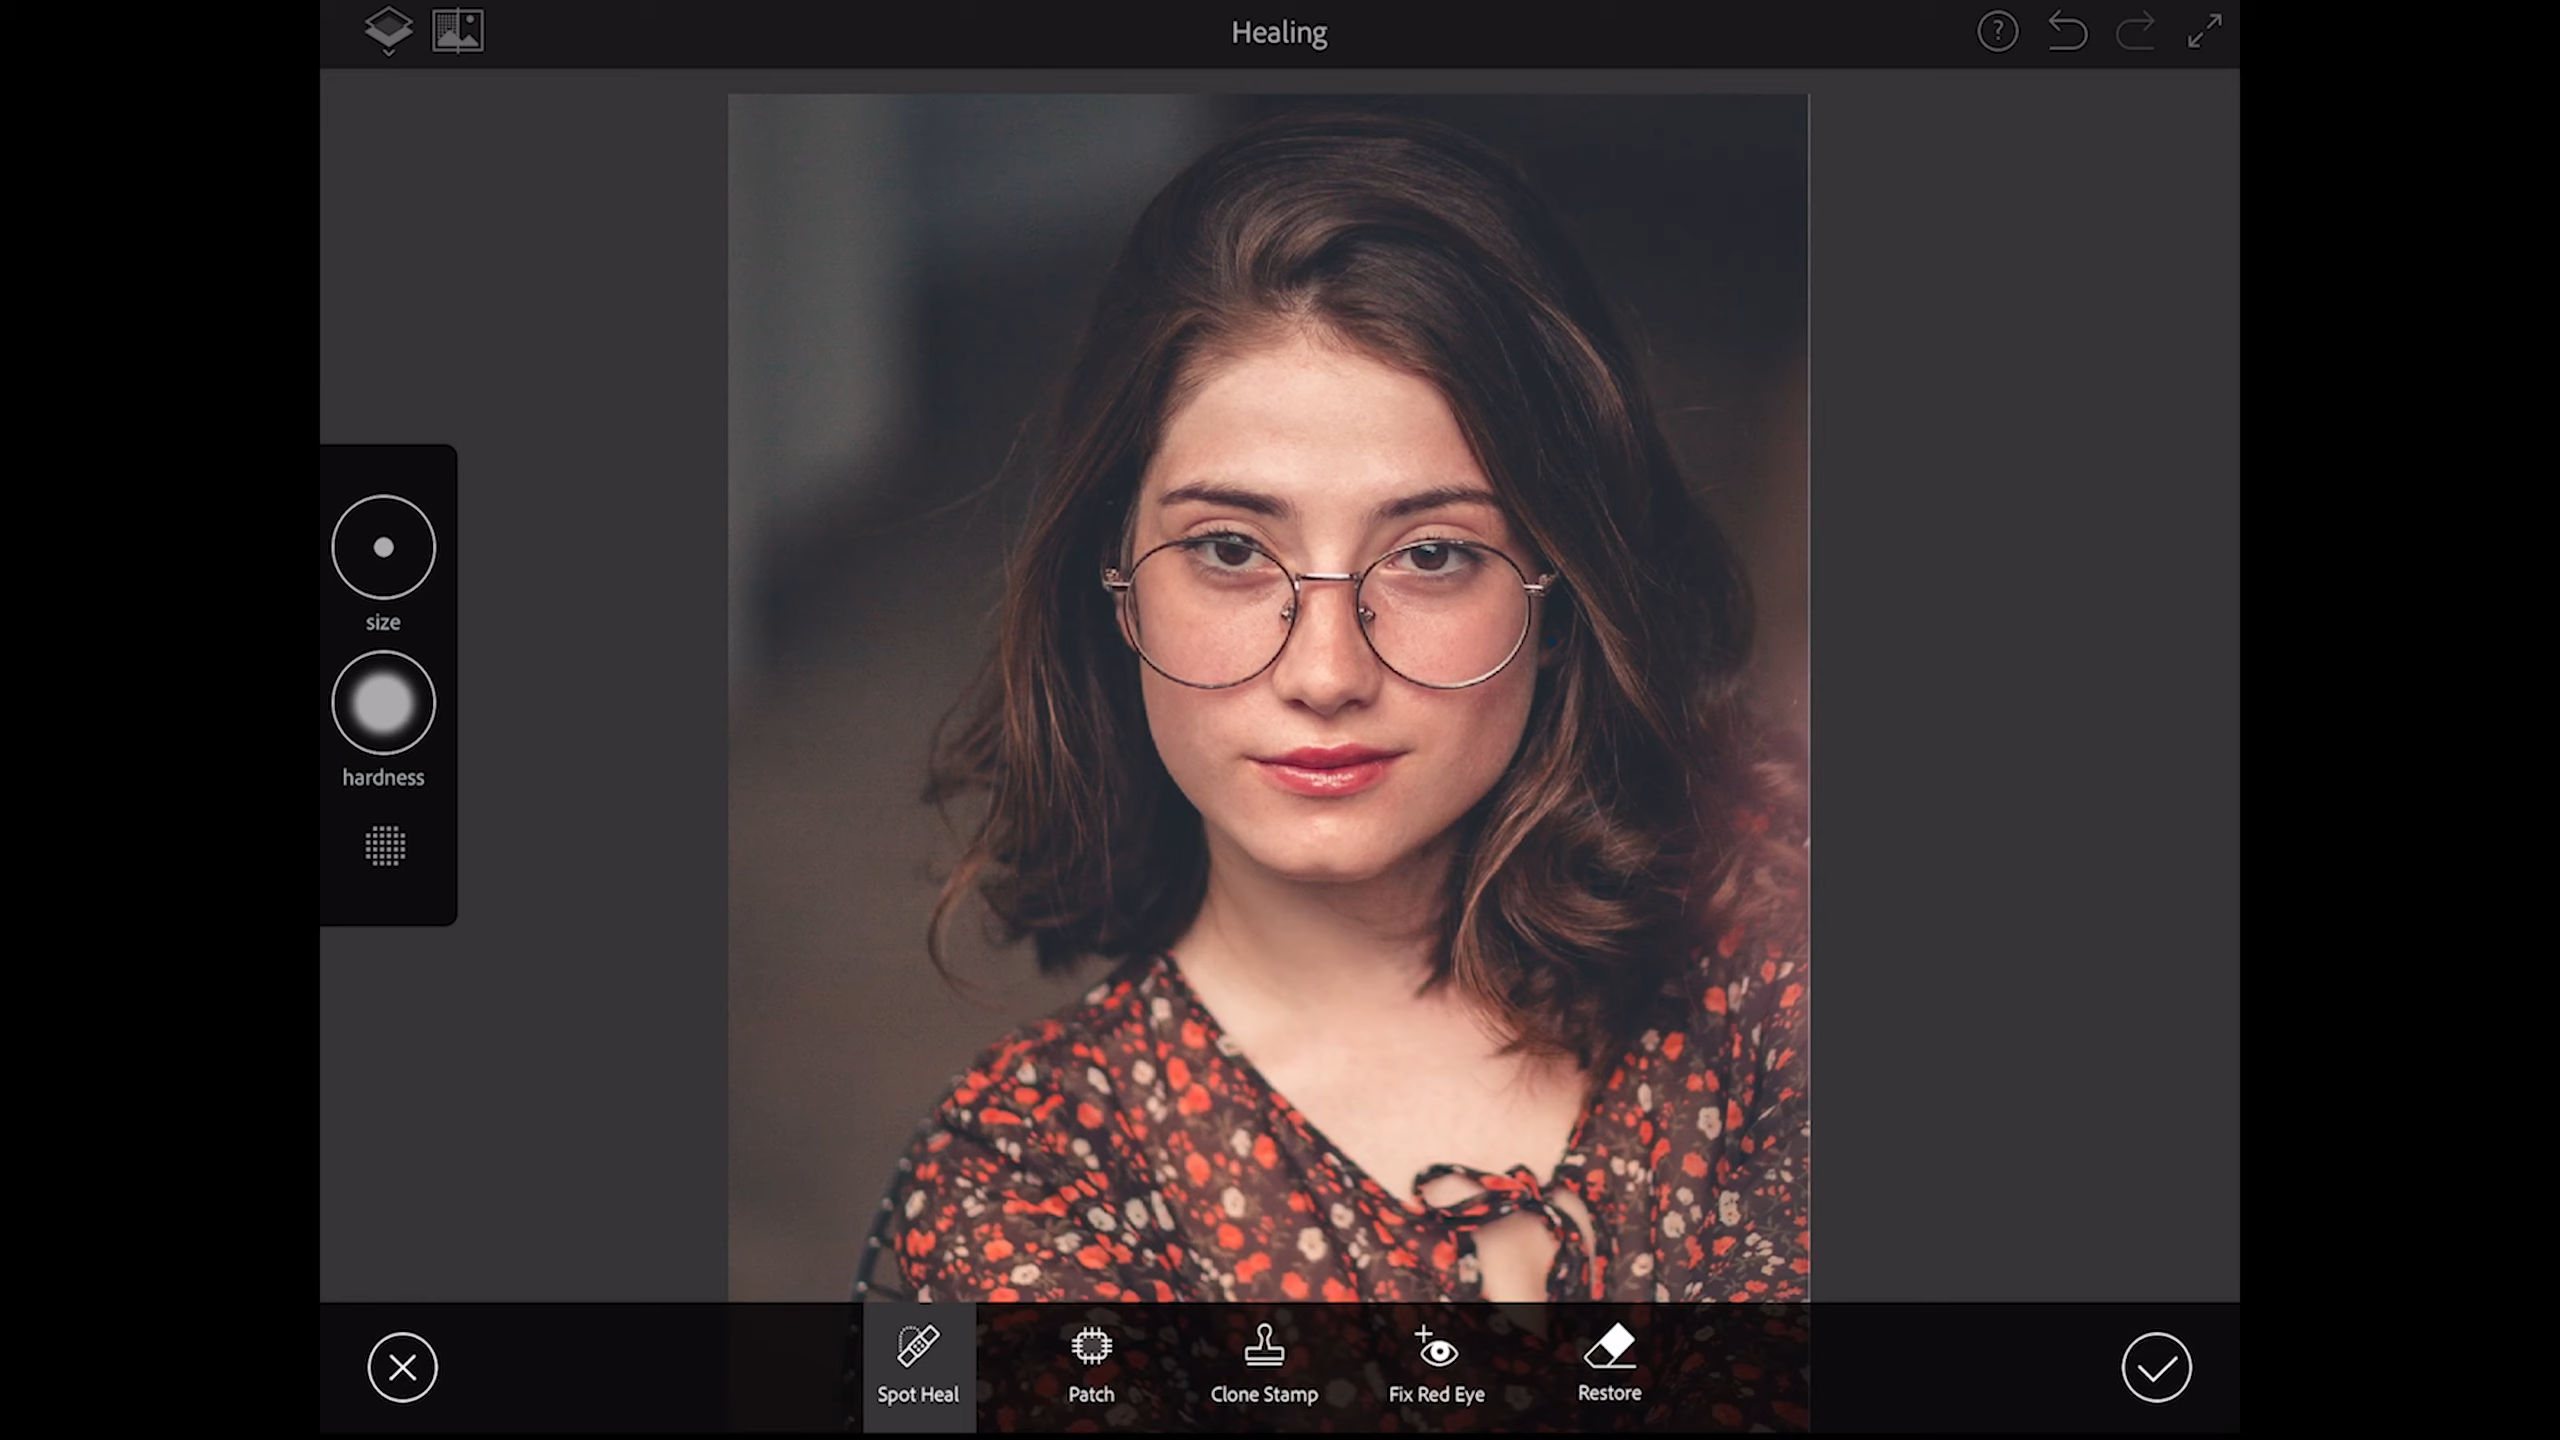 Healing
?
size
hardness
Spot Heal
Patch
Clone Stamp
Fix Red Eye
Restore